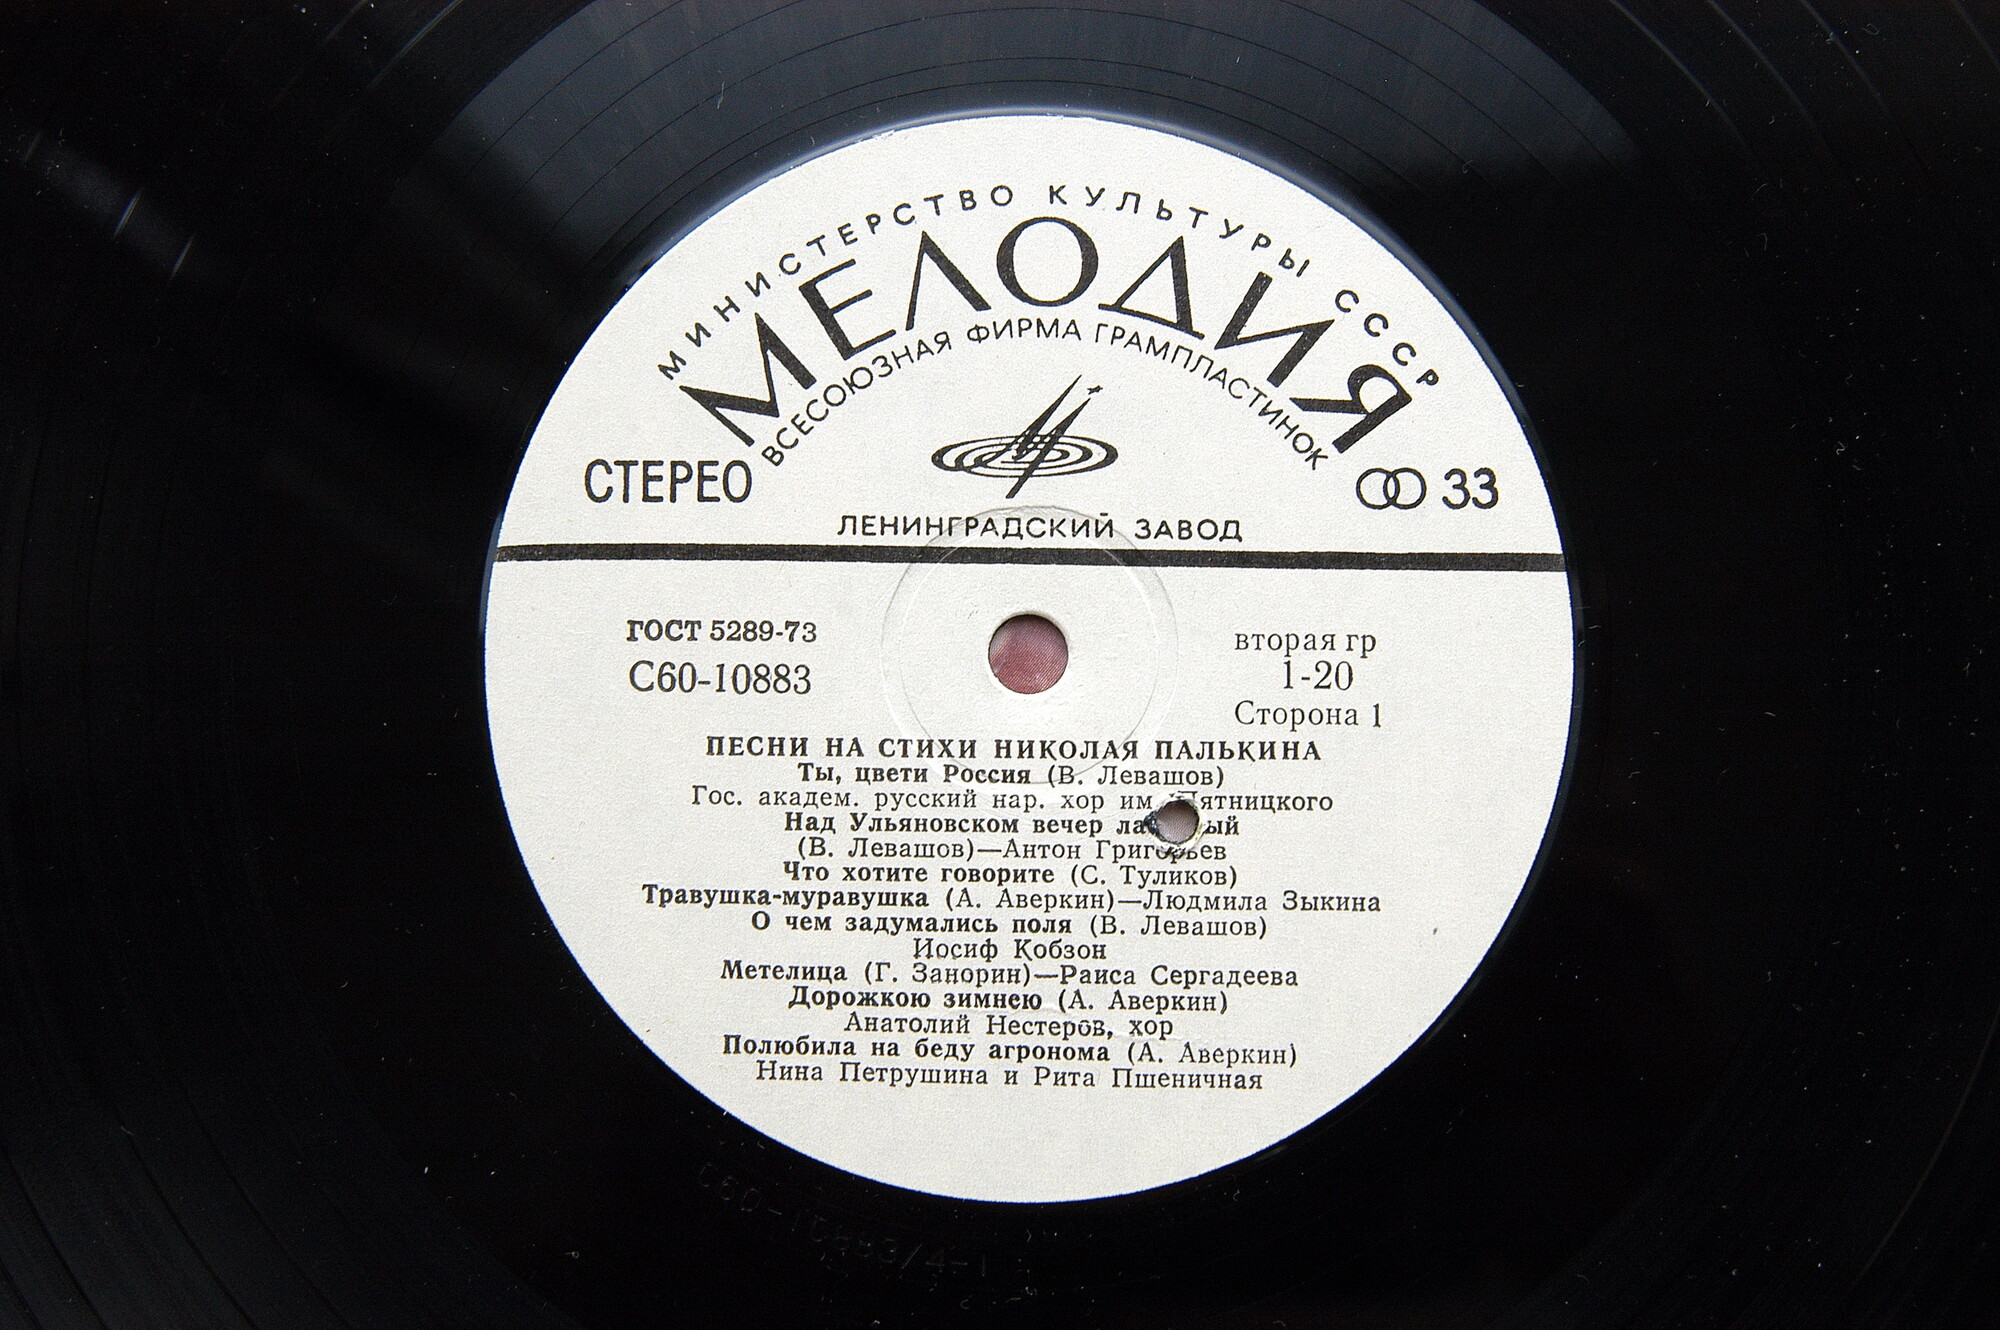 МИНИСТЕРСТВО КУЛЬТУРЫ СССР
МЕЛОДИЯ
ВСЕСОЮЗНАЯ ФИРМА ГРАМПЛАСТИНОК
СТЕРЕО
33
ЛЕНИНГРАДСКИЙ ЗАВОД
ГОСТ 5289-73
С60-10883
вторая гр
1-20
Сторона 1
ПЕСНИ НА СТИХИ НИКОЛАЯ ПАЛЬКИНА
Ты, цвети Россия (В. Левашов)
Гос. академ. русский нар. хор им. Пятницкого
Над Ульяновском вечер
(В. Левашов)—Антон Григорьев
Что хотите говорите (С. Туликов)
Травушка-муравушка (А. Аверкин)—Людмила Зыкина
О чем задумались поля (В. Левашов)
Иосиф Кобзон
Метелица (Г. Занорин)—Раиса Сергадеева
Дорожкою зимнею (А. Аверкин)
Анатолий Нестеров, хор
Полюбила на беду агронома (А. Аверкин)
Нина Петрушина и Рита Пшеничная